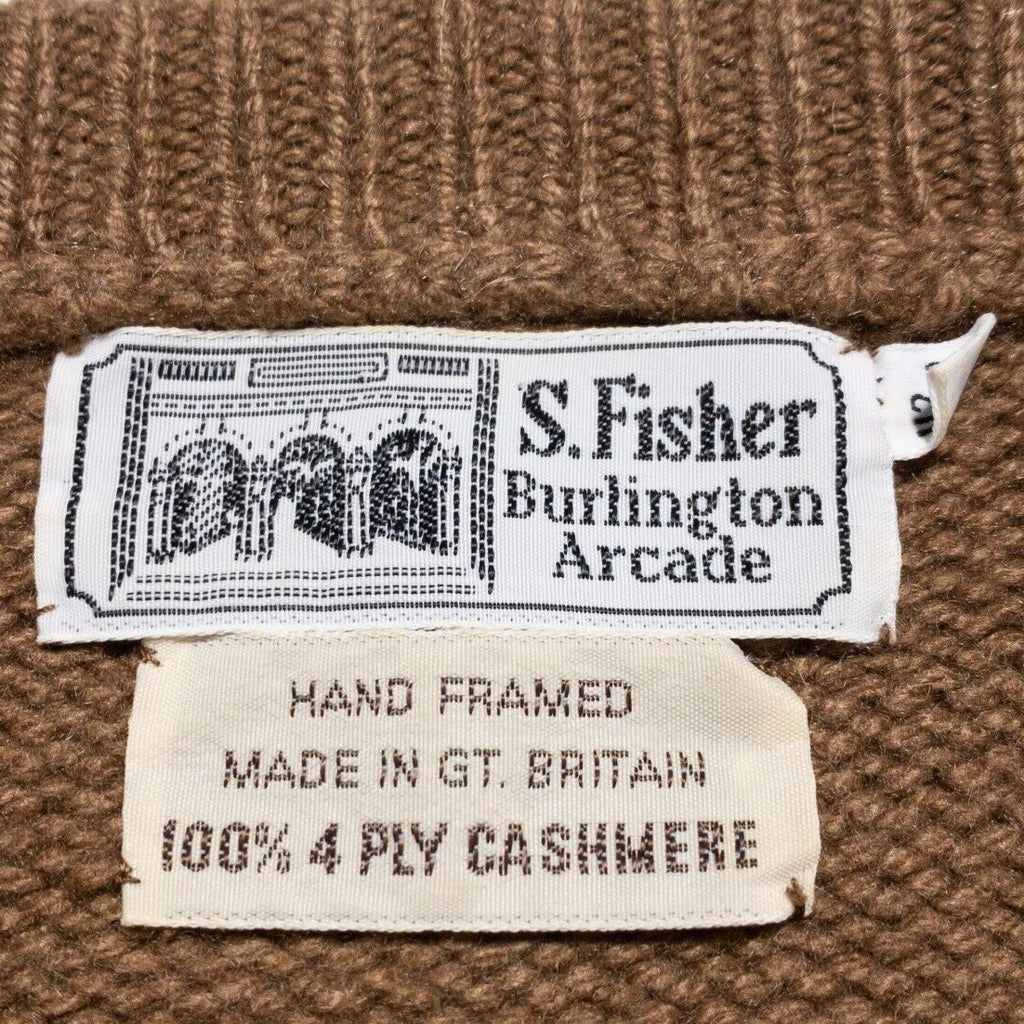 S. Fisher
Burlington
Arcade
HAND FRAMED
MADE IN GT. BRITAIN
100% 4 PLY CASHMERE